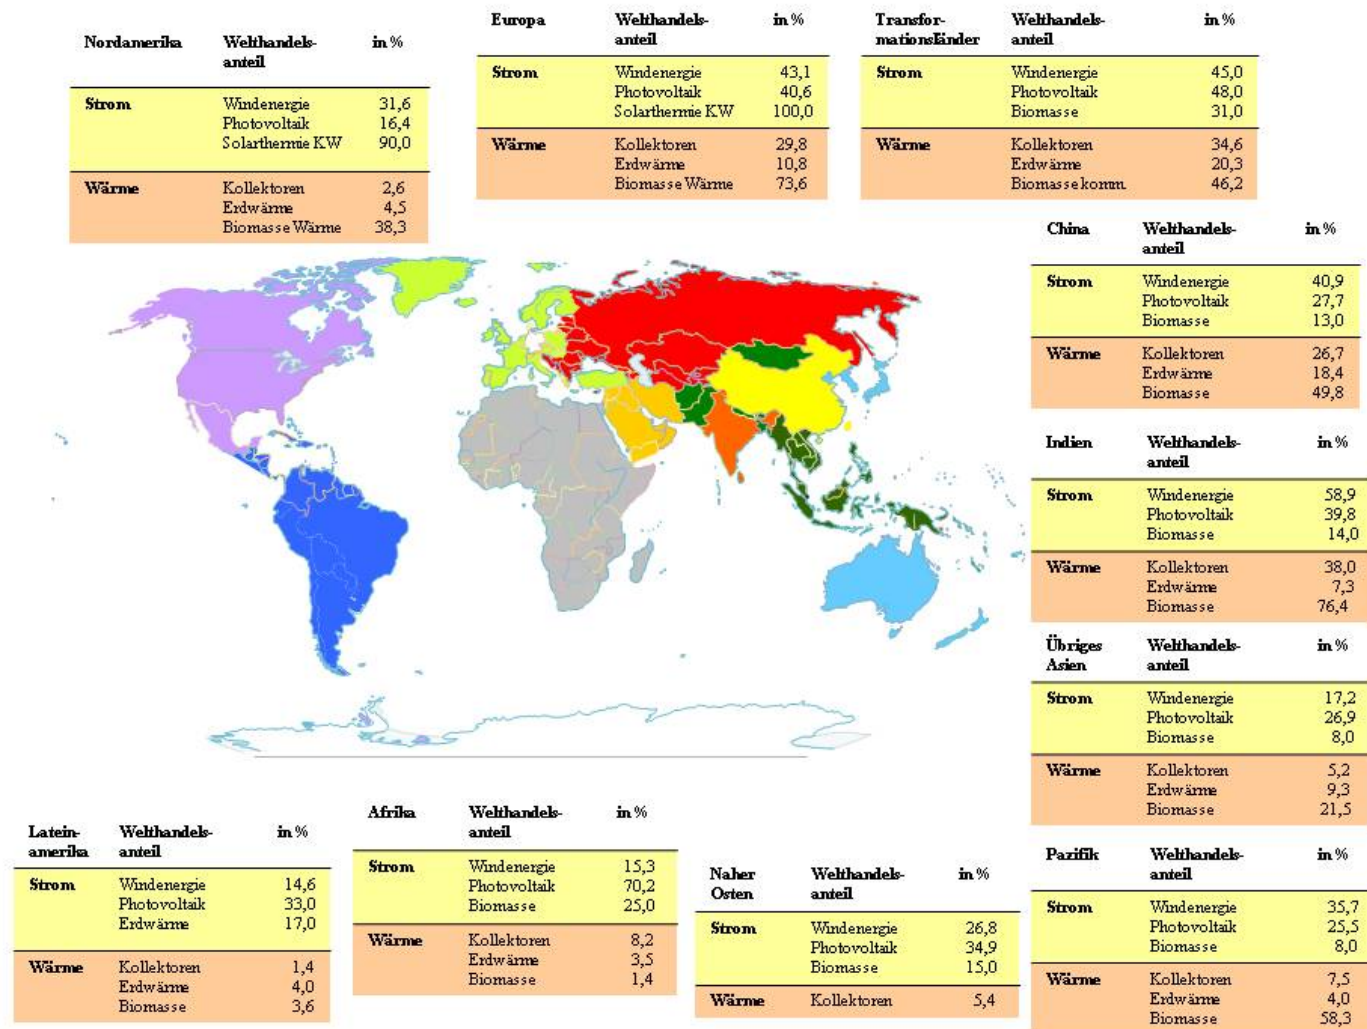 Nordamerika Welthandels- in %
anteil
Strom Windenergie 31,6
Photovoltaik 16,4
Solarthermie KW 90,0
Wärme Kollektoren 2,6
Erdwärme 4,5
Biomasse Wärme 38,3
Europa Welthandels- in %
anteil
Strom Windenergie 43,1
Photovoltaik 40,6
Solarthermie KW 100,0
Wärme Kollektoren 29,8
Erdwärme 10,8
Biomasse Wärme 73,6
Transfor- Welthandels- in %
mationsländer anteil
Strom Windenergie 45,0
Photovoltaik 48,0
Biomasse 31,0
Wärme Kollektoren 34,6
Erdwärme 20,3
Biomasse komm. 46,2
China Welthandels- in %
anteil
Strom Windenergie 40,9
Photovoltaik 27,7
Biomasse 13,0
Wärme Kollektoren 26,7
Erdwärme 18,4
Biomasse 49,8
Indien Welthandels- in %
anteil
Strom Windenergie 58,9
Photovoltaik 39,8
Biomasse 14,0
Wärme Kollektoren 38,0
Erdwärme 7,3
Biomasse 76,4
Übriges Welthandels- in %
Asien anteil
Strom Windenergie 17,2
Photovoltaik 26,9
Biomasse 8,0
Wärme Kollektoren 5,2
Erdwärme 9,3
Biomasse 21,5
Latein- Welthandels- in %
amerika anteil
Strom Windenergie 14,6
Photovoltaik 33,0
Erdwärme 17,0
Wärme Kollektoren 1,4
Erdwärme 4,0
Biomasse 3,6
Afrika Welthandels- in %
anteil
Strom Windenergie 15,3
Photovoltaik 70,2
Biomasse 25,0
Wärme Kollektoren 8,2
Erdwärme 3,5
Biomasse 1,4
Naher Welthandels- in %
Osten anteil
Strom Windenergie 26,8
Photovoltaik 34,9
Biomasse 15,0
Wärme Kollektoren 5,4
Pazifik Welthandels- in %
anteil
Strom Windenergie 35,7
Photovoltaik 25,5
Biomasse 8,0
Wärme Kollektoren 7,5
Erdwärme 4,0
Biomasse 58,3